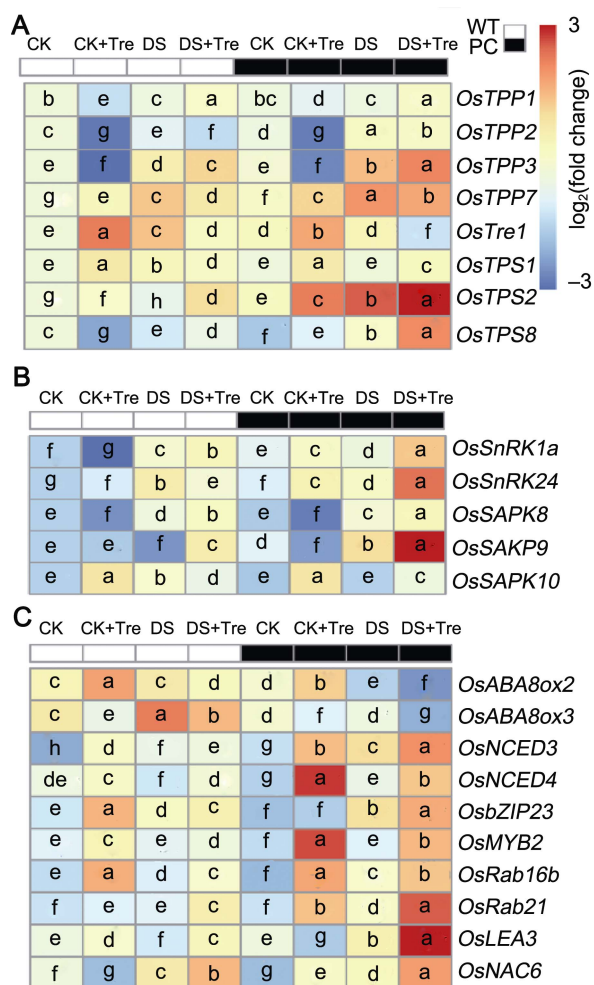 A
WT
PC
CK CK+Tre DS DS+Tre CK CK+Tre DS DS+Tre
3
log2(fold change)
–3
b e c a bc d c a OsTPP1
c g e f d g a b OsTPP2
e f d c e f b a OsTPP3
g e c d f c a b OsTPP7
e a c d d b d f OsTre1
e a b d e a e c OsTPS1
g f h d e c b a OsTPS2
c g e d f e b a OsTPS8
B
CK CK+Tre DS DS+Tre CK CK+Tre DS DS+Tre
f g c b e c d a OsSnRK1a
g f b e f c d a OsSnRK24
e f d b e f c a OsSAPK8
e e f c d f b a OsSAKP9
e a b d e a e c OsSAPK10
C
CK CK+Tre DS DS+Tre CK CK+Tre DS DS+Tre
c a c d d b e f OsABA8ox2
c e a b d f d g OsABA8ox3
h d f e g b c a OsNCED3
de c f d g a e b OsNCED4
e a d c f f b a OsbZIP23
e c e d f a e b OsMYB2
e a d c f a c b OsRab16b
f e e c f b d a OsRab21
e d f c e g b a OsLEA3
f g c b g e d a OsNAC6